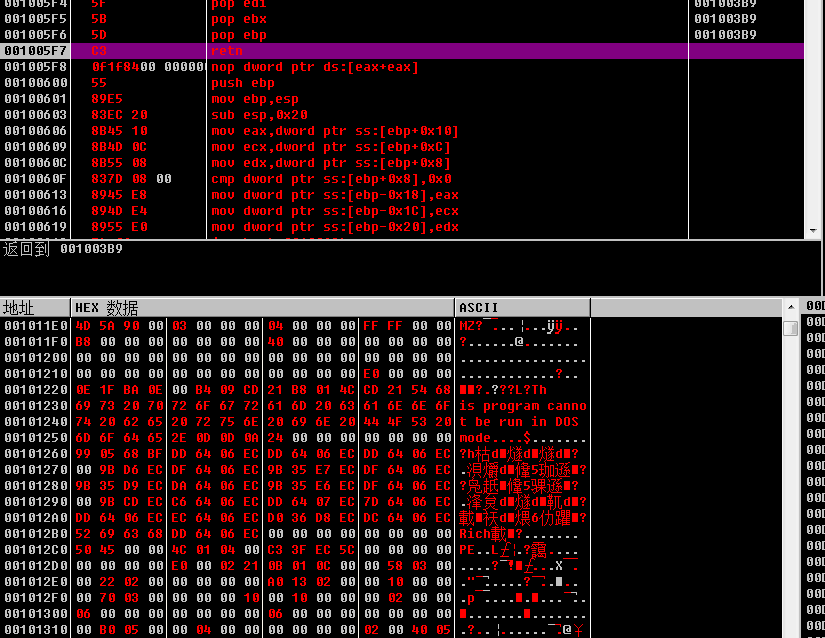 001005F4 5F pop edi 001003B9
001005F5 5B pop ebx 001003B9
001005F6 5D pop ebp 001003B9
001005F7 C3 retn
001005F8 0f1f8400 000000 nop dword ptr ds:[eax+eax]
00100600 55 push ebp
00100601 89E5 mov ebp,esp
00100603 83EC 20 sub esp,0x20
00100606 8B45 10 mov eax,dword ptr ss:[ebp+0x10]
00100609 8B4D 0C mov ecx,dword ptr ss:[ebp+0xC]
0010060C 8B55 08 mov edx,dword ptr ss:[ebp+0x8]
0010060F 837D 08 00 cmp dword ptr ss:[ebp+0x8],0x0
00100613 8945 E8 mov dword ptr ss:[ebp-0x18],eax
00100616 894D E4 mov dword ptr ss:[ebp-0x1C],ecx
00100619 8955 E0 mov dword ptr ss:[ebp-0x20],edx
返回到 001003B9
地址 HEX 数据 ASCII
001011E0 4D 5A 90 00 03 00 00 00 04 00 00 00 FF FF 00 00 MZ?
001011F0 B8 00 00 00 00 00 00 00 40 00 00 00 00 00 00 00 ?.......@.......
00101200 00 00 00 00 00 00 00 00 00 00 00 00 00 00 00 00 ................
00101210 00 00 00 00 00 00 00 00 00 00 00 00 E0 00 00 00 ............?...
00101220 0E 1F BA 0E 00 B4 09 CD 21 B8 01 4C CD 21 54 68
00101230 69 73 20 70 72 6F 67 72 61 6D 20 63 61 6E 6E 6F is program canno
00101240 74 20 62 65 20 72 75 6E 20 69 6E 20 44 4F 53 20 t be run in DOS
00101250 6D 6F 64 65 2E 0D 0D 0A 24 00 00 00 00 00 00 00 mode....$.......
00101260 99 05 68 BF DD 64 06 EC DD 64 06 EC DD 64 06 EC
00101270 00 9B D6 EC DF 64 06 EC 9B 35 E7 EC DF 64 06 EC
00101280 9B 35 D9 EC DA 64 06 EC 9B 35 E6 EC DF 64 06 EC
00101290 00 9B CD EC C6 64 06 EC DD 64 07 EC 7D 64 06 EC
001012A0 DD 64 06 EC EC 64 06 EC D0 36 D8 EC DC 64 06 EC
001012B0 52 69 63 68 DD 64 06 EC 00 00 00 00 00 00 00 00
001012C0 50 45 00 00 4C 01 04 00 C3 3F EC 5C 00 00 00 00
001012D0 00 00 00 00 E0 00 02 21 0B 01 0C 00 00 58 03 00
001012E0 00 22 02 00 00 00 00 00 A0 13 02 00 00 10 00 00
001012F0 00 70 03 00 00 00 00 10 00 10 00 00 00 02 00 00
00101300 06 00 00 00 00 00 00 00 06 00 00 00 00 00 00 00
00101310 00 B0 05 00 00 04 00 00 00 00 00 00 02 00 40 05